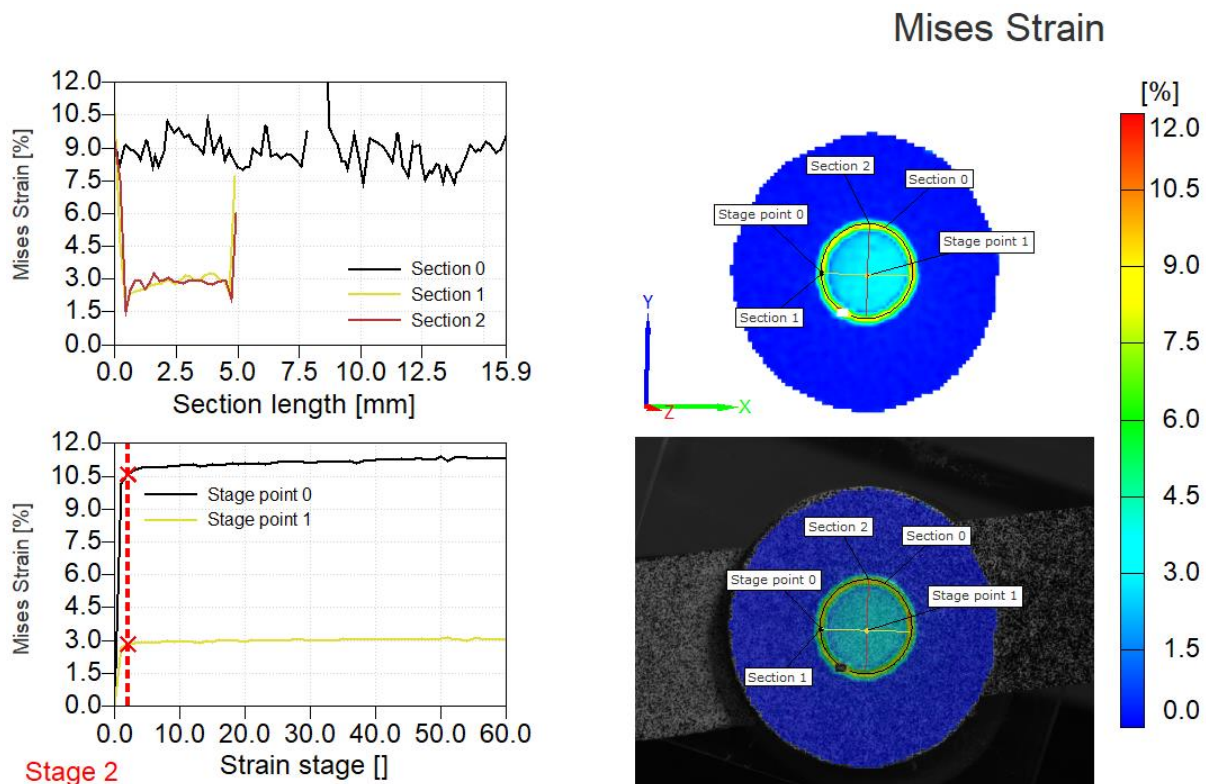 Mises Strain
12.0
10.5
9.0
7.5
6.0
4.5
3.0
1.5
0.0
Mises Strain [%]
Section 0
Section 1
Section 2
0.0 2.5 5.0 7.5 10.0 12.5 15.9
Section length [mm]
12.0
10.5
9.0
7.5
6.0
4.5
3.0
1.5
0.0
Mises Strain [%]
Stage point 0
Stage point 1
0.0 10.0 20.0 30.0 40.0 50.0 60.0
Strain stage []
Stage 2
Section 2
Section 0
Stage point 0
Stage point 1
Section 1
Y
Z
X
Section 2
Section 0
Stage point 0
Stage point 1
Section 1
[%]
12.0
10.5
9.0
7.5
6.0
4.5
3.0
1.5
0.0